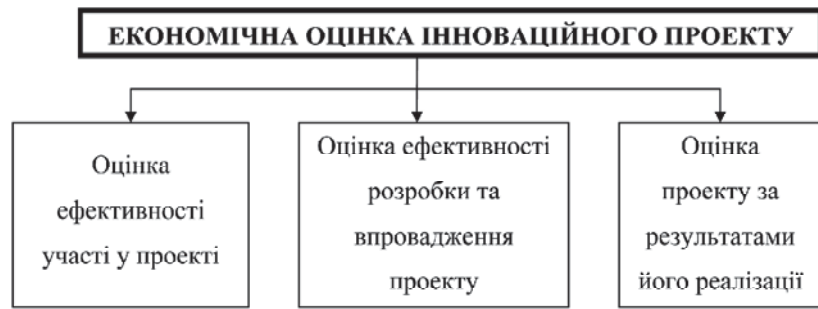 ЕКОНОМІЧНА ОЦІНКА ІННОВАЦІЙНОГО ПРОЕКТУ
Оцінка
ефективності
участі у проекті
Оцінка ефективності
розробки та
впровадження
проекту
Оцінка
проекту за
результатами
його реалізації